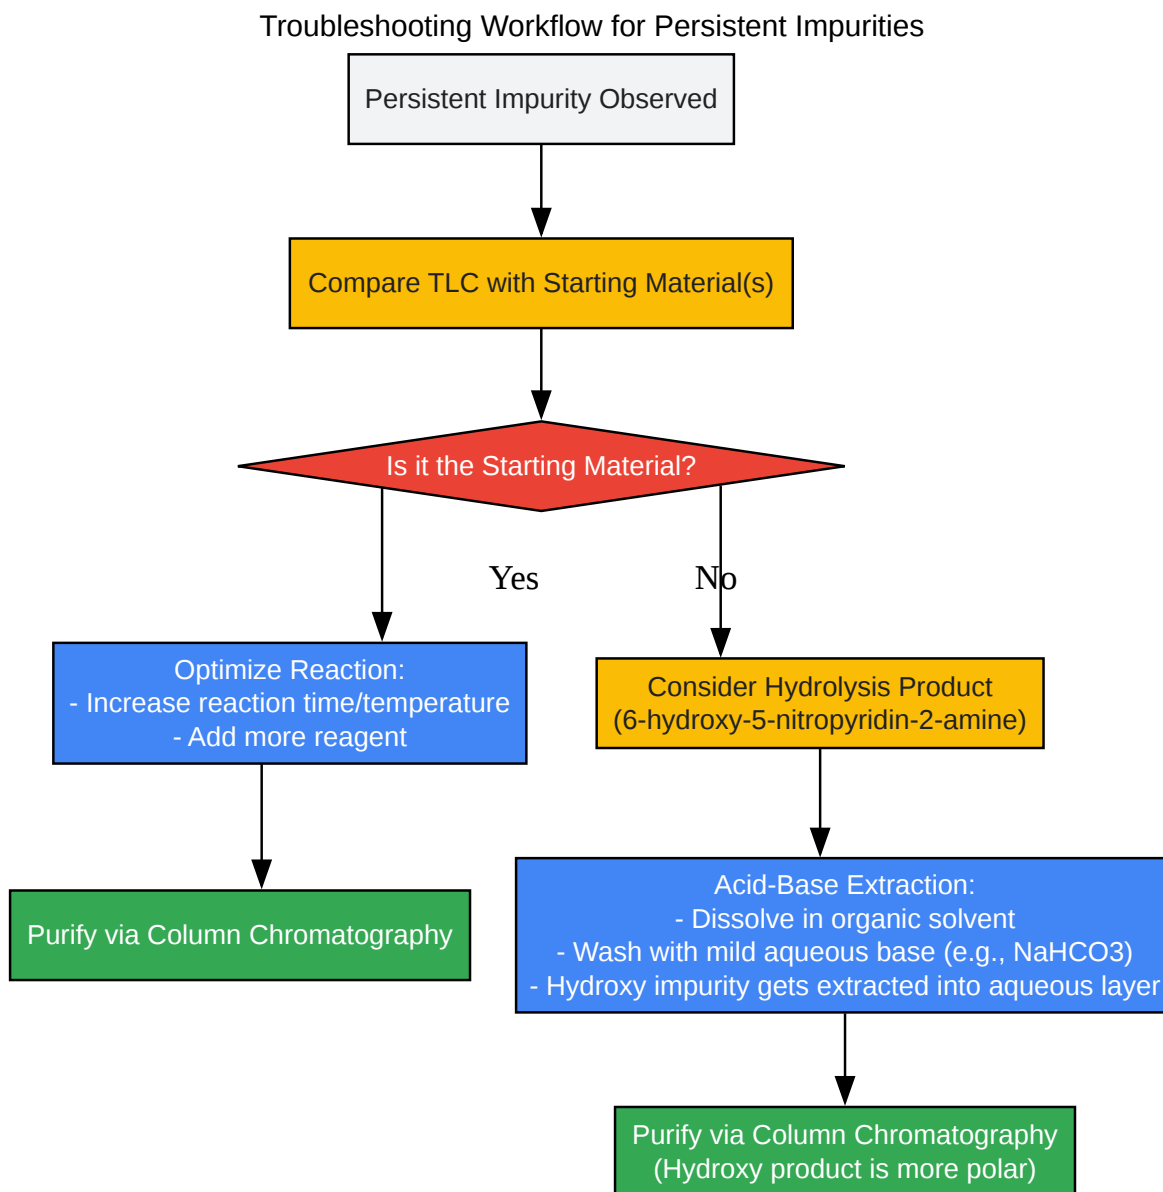 Troubleshooting Workflow for Persistent Impurities
Persistent Impurity Observed
Compare TLC with Starting Material(s)
Is it the Starting Material?
Yes
No
Optimize Reaction:
- Increase reaction time/temperature
- Add more reagent
Consider Hydrolysis Product
(6-hydroxy-5-nitropyridin-2-amine)
Purify via Column Chromatography
Acid-Base Extraction:
- Dissolve in organic solvent
- Wash with mild aqueous base (e.g., NaHCO3)
- Hydroxy impurity gets extracted into aqueous layer
Purify via Column Chromatography
(Hydroxy product is more polar)